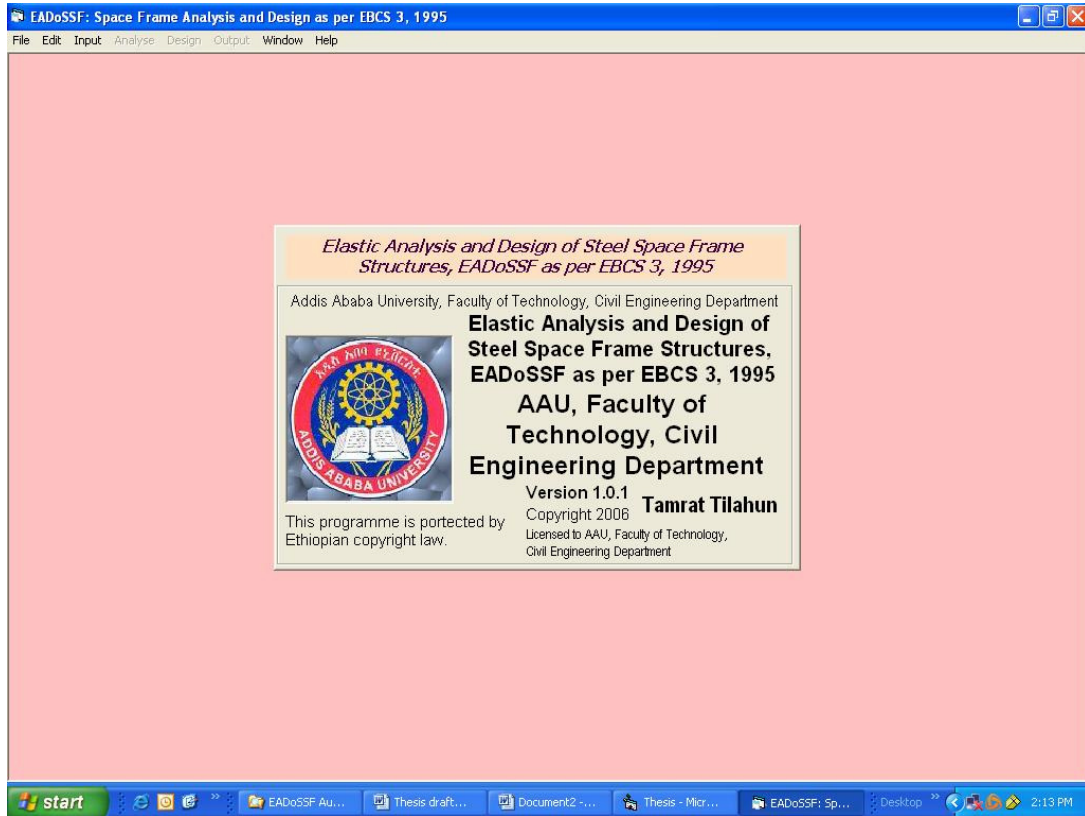 EADoSSF: Space Frame Analysis and Design as per EBCS 3, 1995
File Edit Input Analyse Design Output Window Help
Elastic Analysis and Design of Steel Space Frame
Structures, EADoSSF as per EBCS 3, 1995
Addis Ababa University, Faculty of Technology, Civil Engineering Department
Elastic Analysis and Design of
Steel Space Frame Structures,
EADoSSF as per EBCS 3, 1995
AAU, Faculty of
Technology, Civil
Engineering Department
አዲስ አበባ ዩኒቨርስቲ
ADDIS ABABA UNIVERSITY
Version 1.0.1
Copyright 2006
Tamrat Tilahun
This programme is portected by
Ethiopian copyright law.
Licensed to AAU, Faculty of Technology,
Civil Engineering Department
start EADoSSF Au... Thesis draft... Document2 -... Thesis - Micr... EADoSSF: Sp... Desktop 2:13 PM